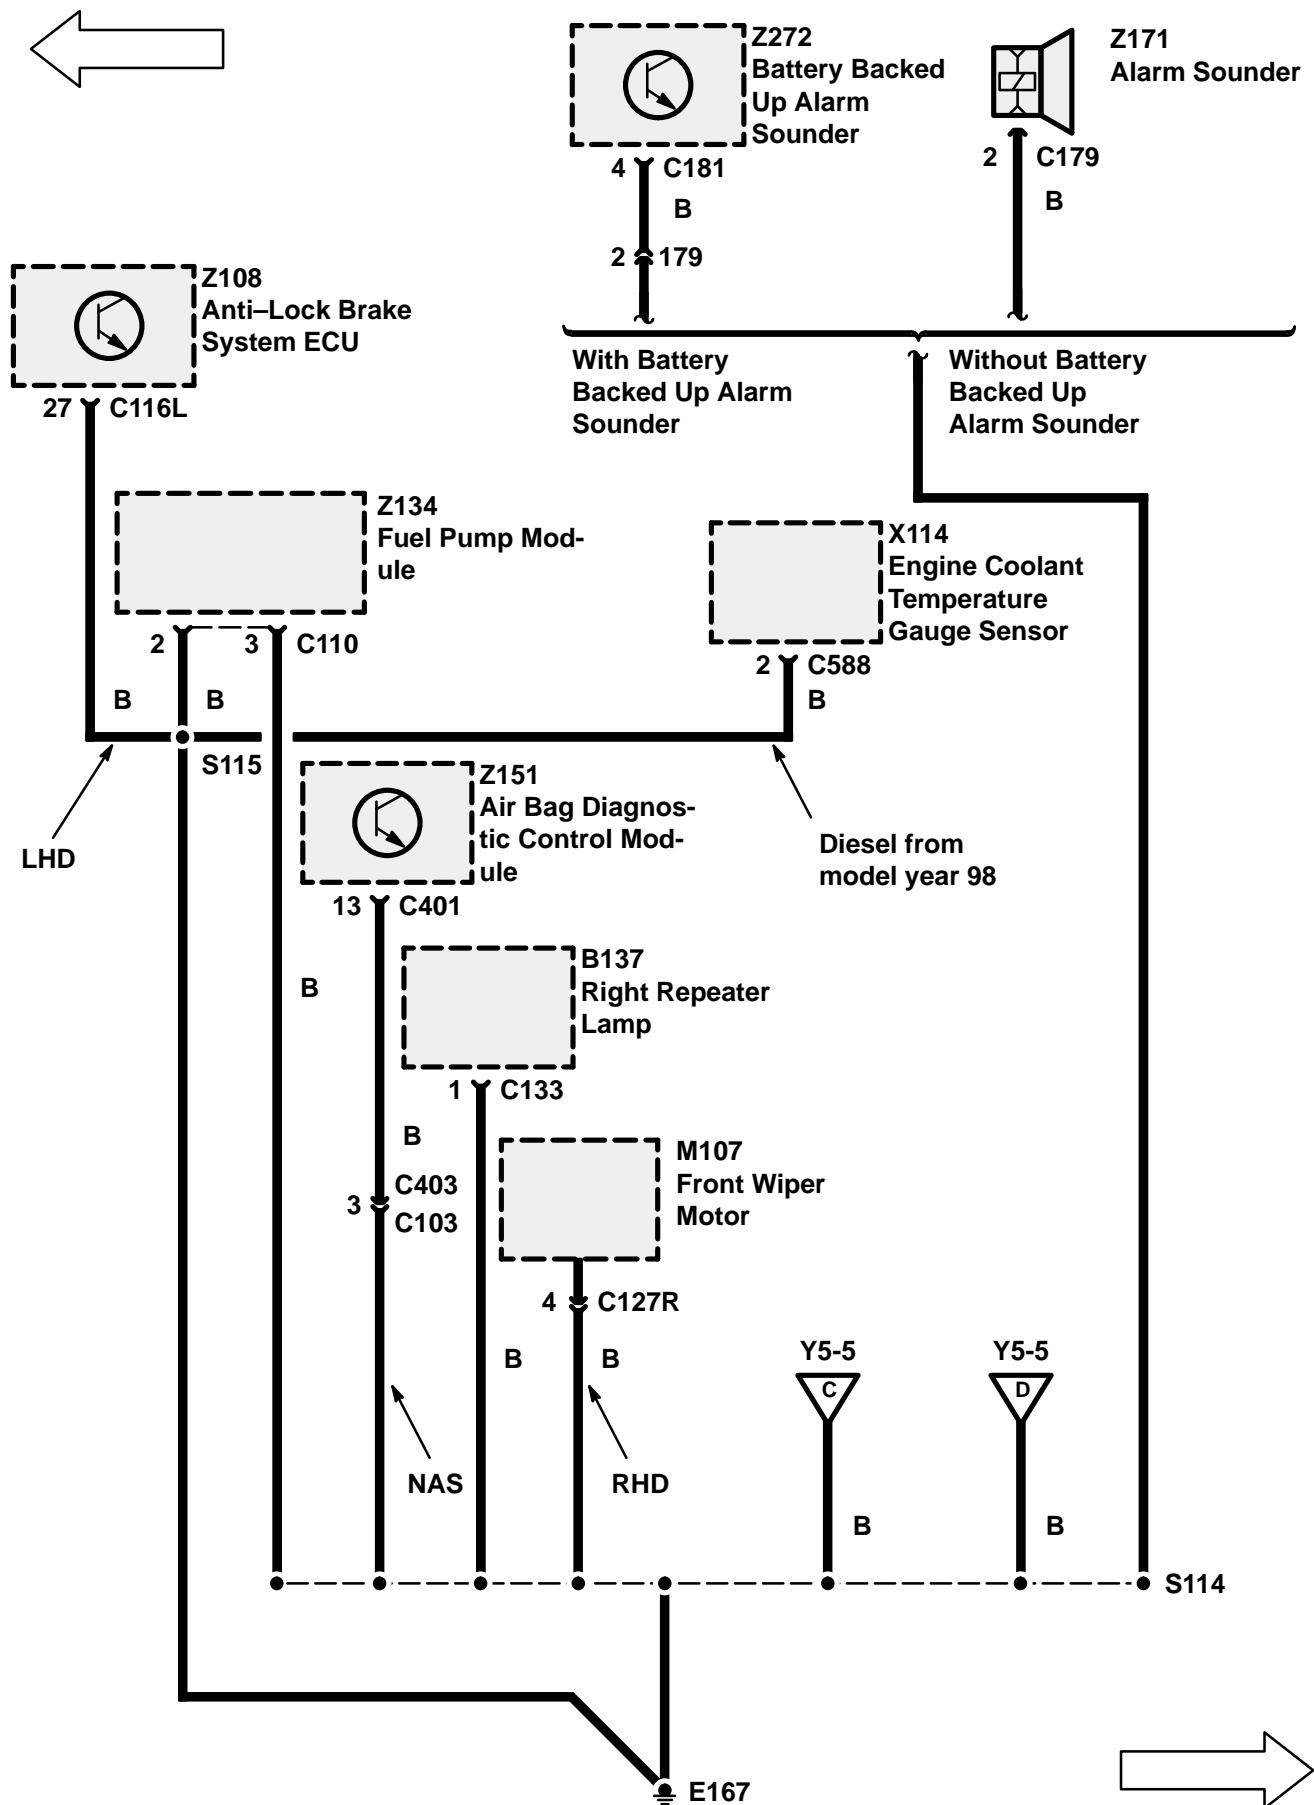 Z272
Battery Backed
Up Alarm
Sounder
Z171
Alarm Sounder
4 C181
B
2 C179
B
2 179
Z108
Anti–Lock Brake
System ECU
27 C116L
With Battery
Backed Up Alarm
Sounder
Without Battery
Backed Up
Alarm Sounder
Z134
Fuel Pump Mod-
ule
2 3 C110
X114
Engine Coolant
Temperature
Gauge Sensor
2 C588
B B
B
S115
LHD
Z151
Air Bag Diagnos-
tic Control Mod-
ule
Diesel from
model year 98
13 C401
B
B137
Right Repeater
Lamp
1 C133
B
C403
3
C103
M107
Front Wiper
Motor
4 C127R
B B
Y5-5 Y5-5
C D
NAS RHD
B B
S114
E167